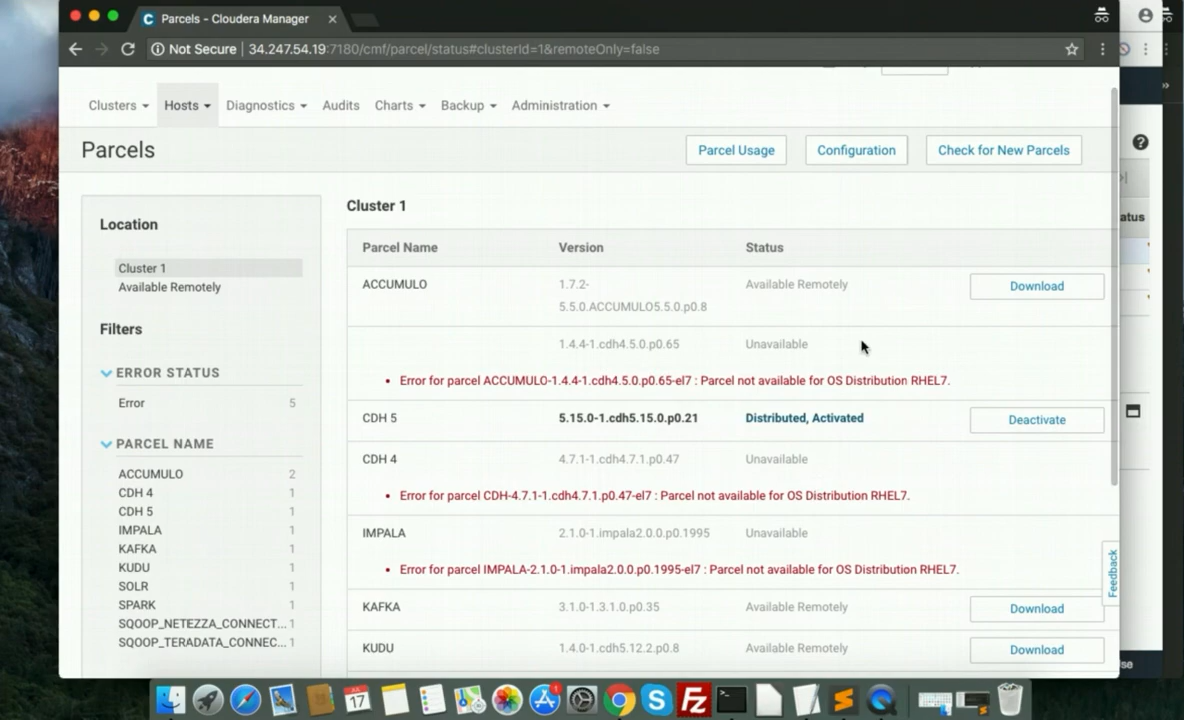 Parcels - Cloudera Manager
Not Secure | 34.247.54.19:7180/cmf/parcel/status#clusterId=1&remoteOnly=false
Clusters Hosts Diagnostics Audits Charts Backup Administration
Parcels
Parcel Usage
Configuration
Check for New Parcels
Location
Cluster 1
Available Remotely
Filters
ERROR STATUS
Error 5
PARCEL NAME
ACCUMULO 2
CDH 4 1
CDH 5 1
IMPALA 1
KAFKA 1
KUDU 1
SOLR 1
SPARK 1
SQOOP_NETEZZA_CONNECT... 1
SQOOP_TERADATA_CONNEC... 1
Cluster 1
Parcel Name Version Status
ACCUMULO 1.7.2- Available Remotely Download
5.5.0.ACCUMULO5.5.0.p0.8
1.4.4-1.cdh4.5.0.p0.65 Unavailable
• Error for parcel ACCUMULO-1.4.4-1.cdh4.5.0.p0.65-el7 : Parcel not available for OS Distribution RHEL7.
CDH 5 5.15.0-1.cdh5.15.0.p0.21 Distributed, Activated Deactivate
CDH 4 4.7.1-1.cdh4.7.1.p0.47 Unavailable
• Error for parcel CDH-4.7.1-1.cdh4.7.1.p0.47-el7 : Parcel not available for OS Distribution RHEL7.
IMPALA 2.1.0-1.impala2.0.0.p0.1995 Unavailable
• Error for parcel IMPALA-2.1.0-1.impala2.0.0.p0.1995-el7 : Parcel not available for OS Distribution RHEL7.
KAFKA 3.1.0-1.3.1.0.p0.35 Available Remotely Download
KUDU 1.4.0-1.cdh5.12.2.p0.8 Available Remotely Download
Feedback
atus
se
17